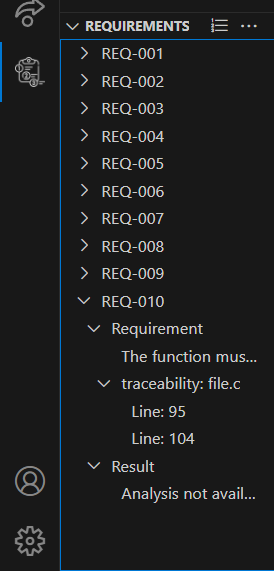 REQUIREMENTS
REQ-001
REQ-002
REQ-003
REQ-004
REQ-005
REQ-006
REQ-007
REQ-008
REQ-009
REQ-010
Requirement
The function mus...
traceability: file.c
Line: 95
Line: 104
Result
Analysis not avail...